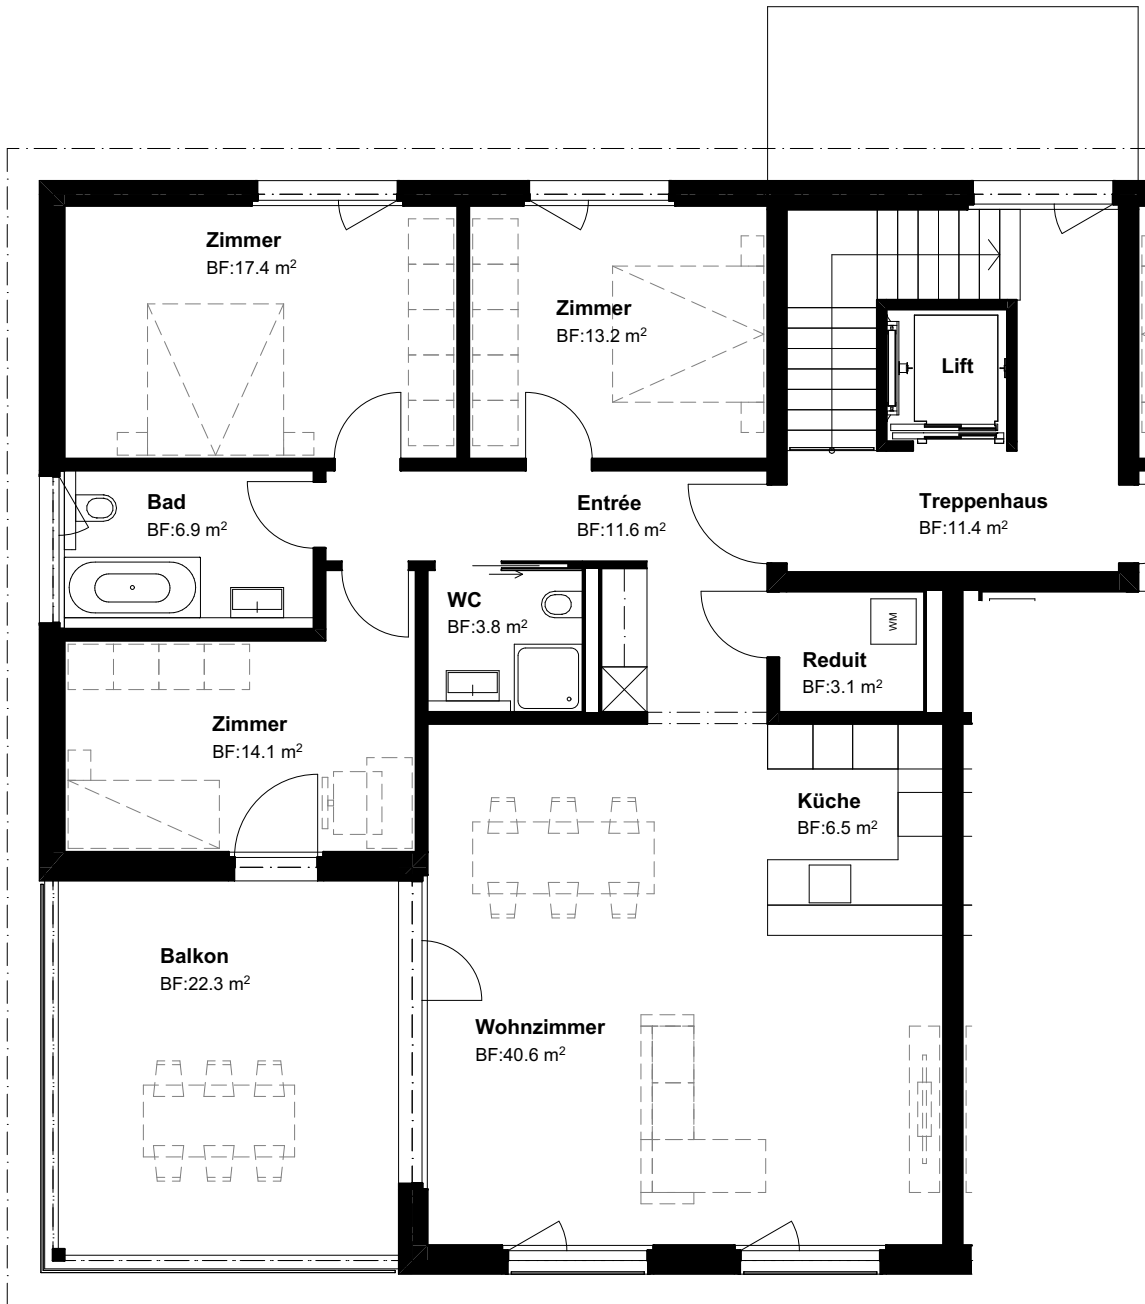 Zimmer
BF:17.4 m²
Zimmer
BF:13.2 m²
Lift
Bad
BF:6.9 m²
Entrée
BF:11.6 m²
Treppenhaus
BF:11.4 m²
WC
BF:3.8 m²
WM
Reduit
BF:3.1 m²
Zimmer
BF:14.1 m²
Küche
BF:6.5 m²
Balkon
BF:22.3 m²
Wohnzimmer
BF:40.6 m²